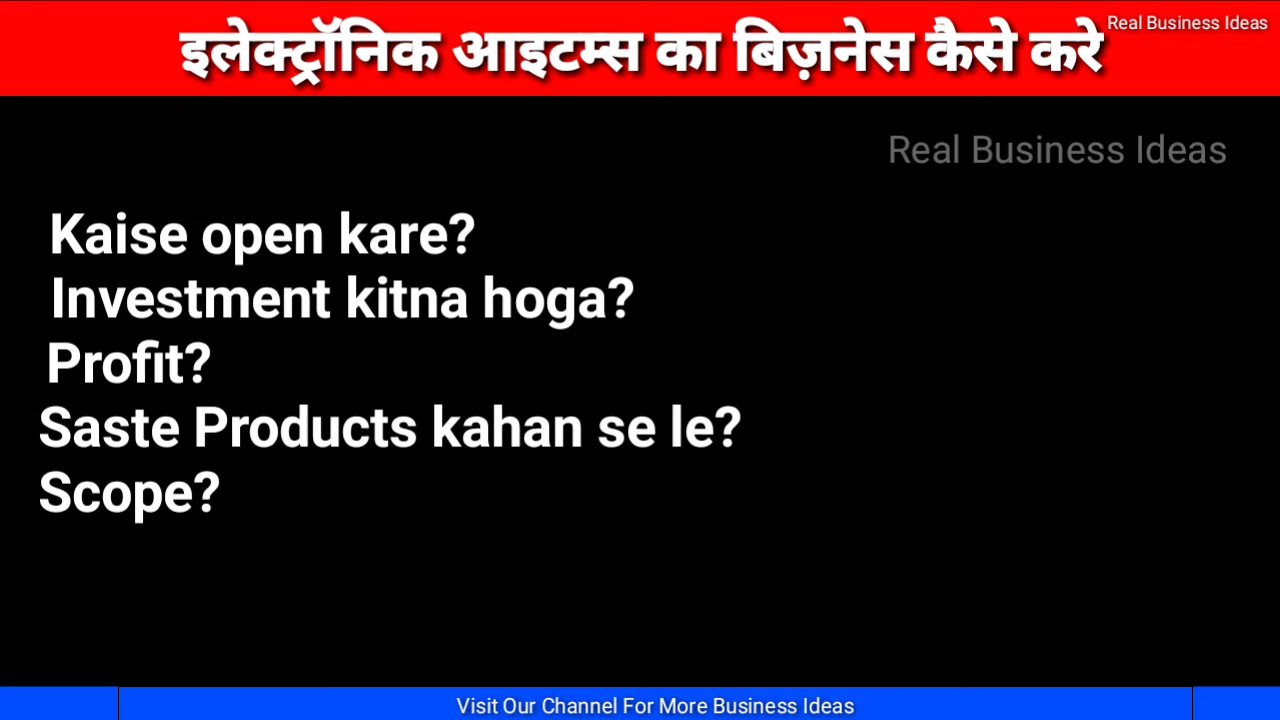 इलेक्ट्रॉनिक आइटम्स का बिज़नेस कैसे करे
Real Business Ideas
Real Business Ideas
Kaise open kare?
Investment kitna hoga?
Profit?
Saste Products kahan se le?
Scope?
Visit Our Channel For More Business Ideas